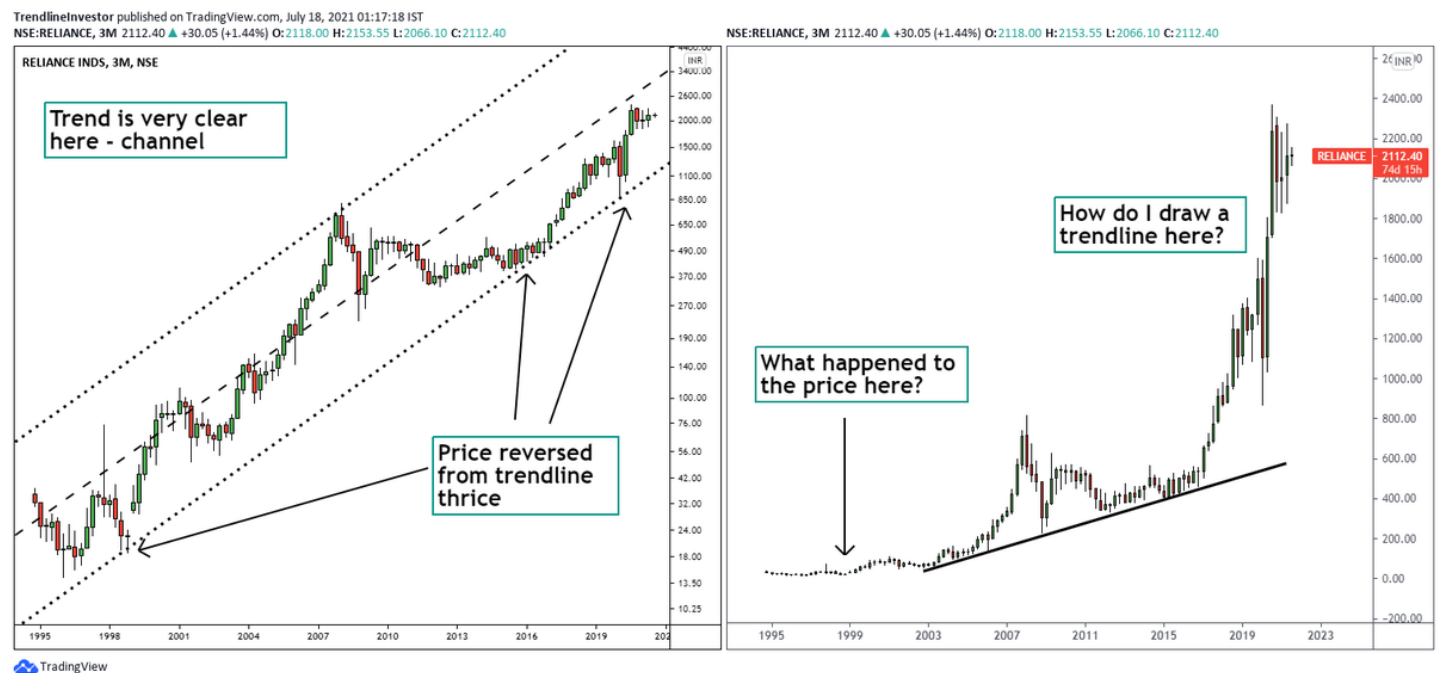 TrendlineInvestor published on TradingView.com, July 18, 2021 01:17:18 IST
NSE:RELIANCE, 3M 2112.40 ▲ +30.05 (+1.44%) O:2118.00 H:2153.55 L:2066.10 C:2112.40
RELIANCE INDS, 3M, NSE
Trend is very clear
here - channel
Price reversed
from trendline
thrice
4400.00
INR
3400.00
2600.00
2000.00
1500.00
1100.00
850.00
650.00
490.00
370.00
270.00
190.00
140.00
100.00
76.00
56.00
42.00
32.00
24.00
18.00
13.50
10.25
1995 1998 2001 2004 2007 2010 2013 2016 2019
NSE:RELIANCE, 3M 2112.40 ▲ +30.05 (+1.44%) O:2118.00 H:2153.55 L:2066.10 C:2112.40
How do I draw a
trendline here?
What happened to
the price here?
INR
2400.00
2200.00
RELIANCE 2112.40
74d 15h
2000.00
1800.00
1600.00
1400.00
1200.00
1000.00
800.00
600.00
400.00
200.00
0.00
-200.00
1995 1999 2003 2007 2011 2015 2019 2023
TradingView